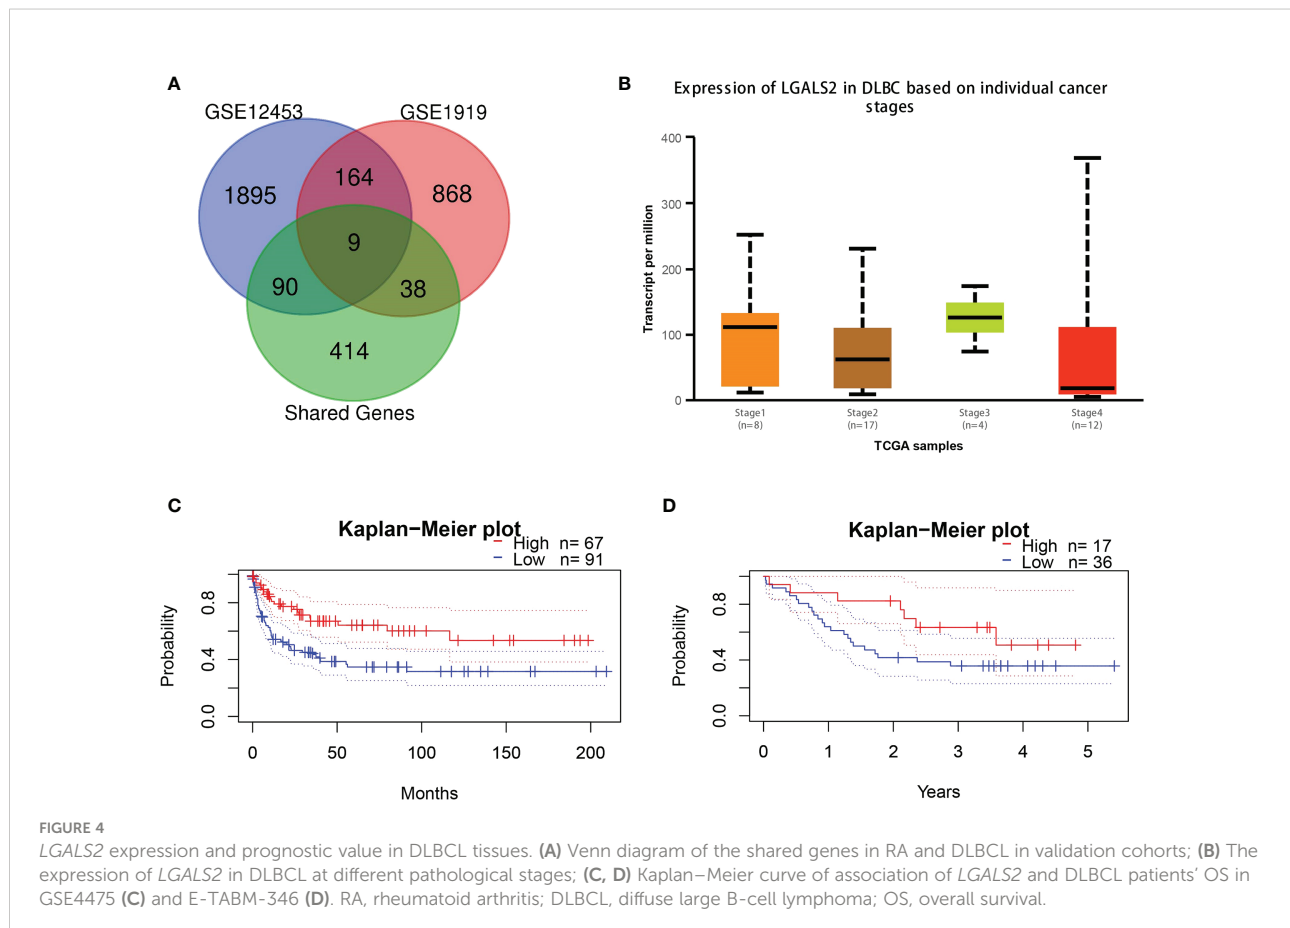 A
GSE12453
GSE1919
1895
164
868
9
90
38
414
Shared Genes
B
Expression of LGALS2 in DLBC based on individual cancer
stages
Transcript per million
400
300
200
100
0
Stage1
(n=8)
Stage2
(n=17)
Stage3
(n=4)
Stage4
(n=12)
TCGA samples
C
Kaplan−Meier plot
High n= 67
Low n= 91
Probability
0.8
0.4
0.0
0 50 100 150 200
Months
D
Kaplan−Meier plot
High n= 17
Low n= 36
Probability
0.8
0.4
0.0
0 1 2 3 4 5
Years
FIGURE 4
LGALS2 expression and prognostic value in DLBCL tissues. (A) Venn diagram of the shared genes in RA and DLBCL in validation cohorts; (B) The
expression of LGALS2 in DLBCL at different pathological stages; (C, D) Kaplan–Meier curve of association of LGALS2 and DLBCL patients’ OS in
GSE4475 (C) and E-TABM-346 (D). RA, rheumatoid arthritis; DLBCL, diffuse large B-cell lymphoma; OS, overall survival.